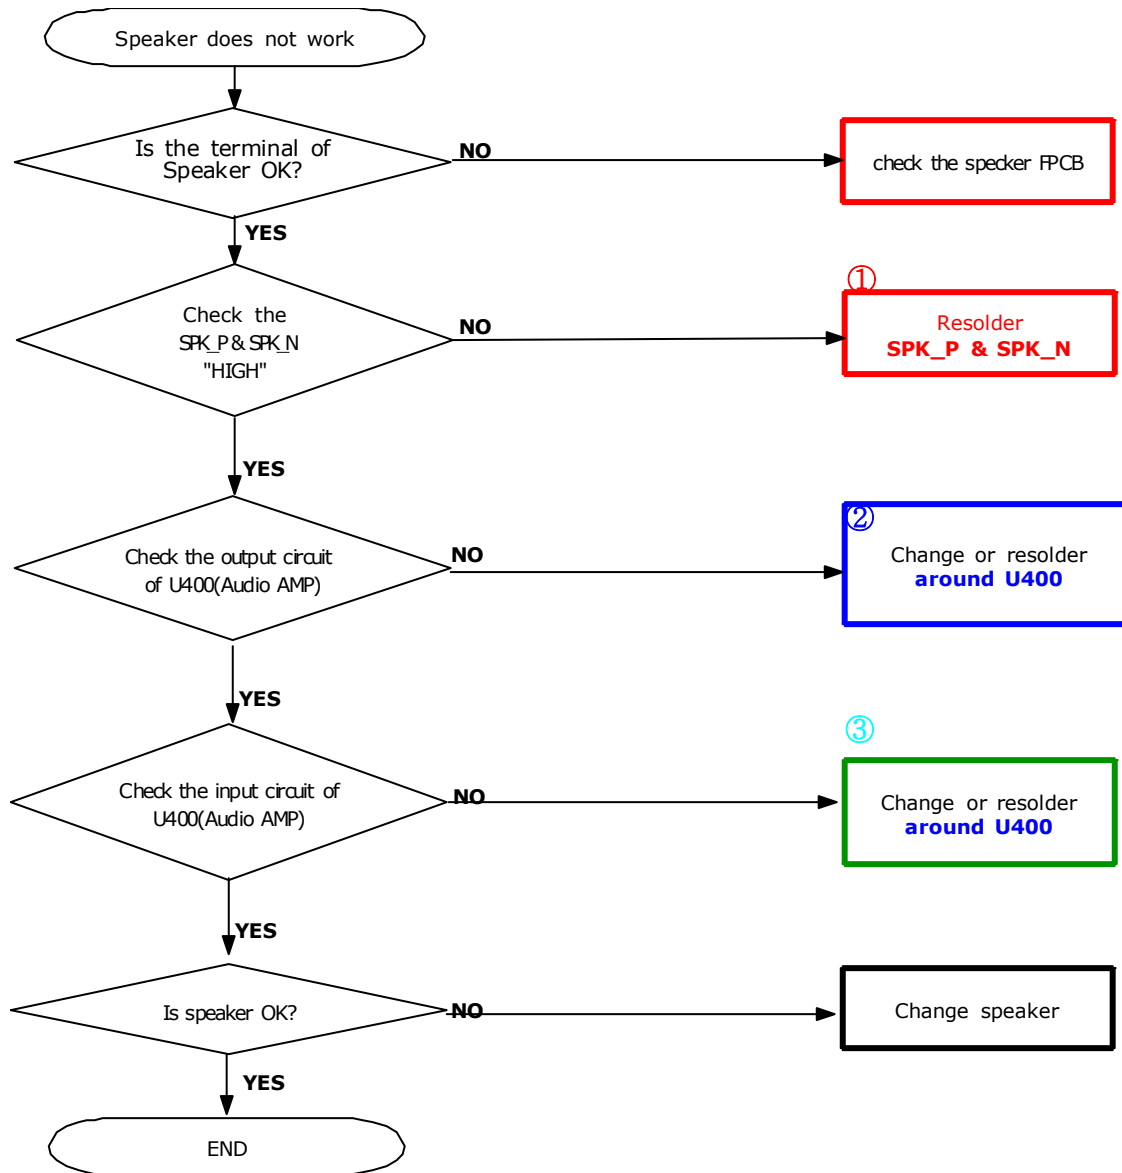 Speaker does not work
Is the terminal of
Speaker OK?
NO
check the specker FPCB
YES
Check the
SPK_P & SPK_N
"HIGH"
NO
①
Resolder
SPK_P & SPK_N
YES
Check the output circuit
of U400(Audio AMP)
NO
②
Change or resolder
around U400
YES
Check the input circuit of
U400(Audio AMP)
NO
③
Change or resolder
around U400
YES
Is speaker OK?
NO
Change speaker
YES
END